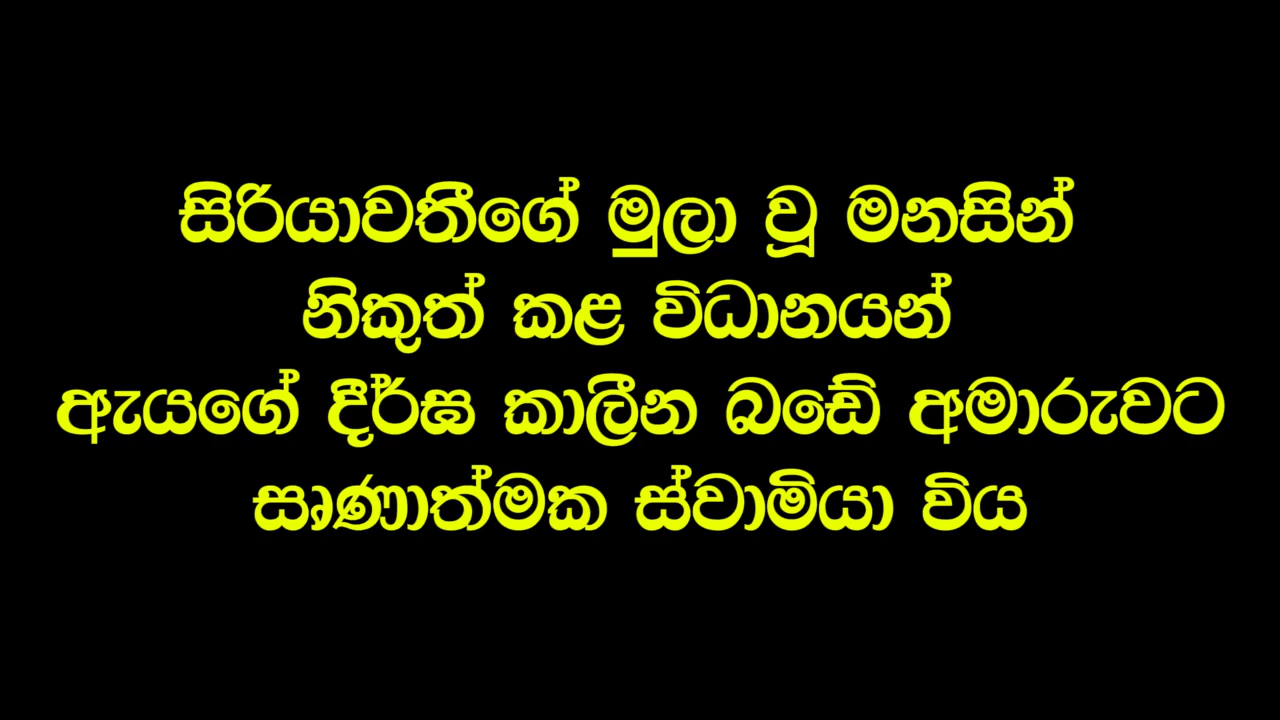 සිරියාවතීගේ මුලා වූ මනසින්
නිකුත් කළ විධානයන්
ඇයගේ දීර්ඝ කාලීන බඩේ අමාරුවට
සෘණාත්මක ස්වාමියා විය